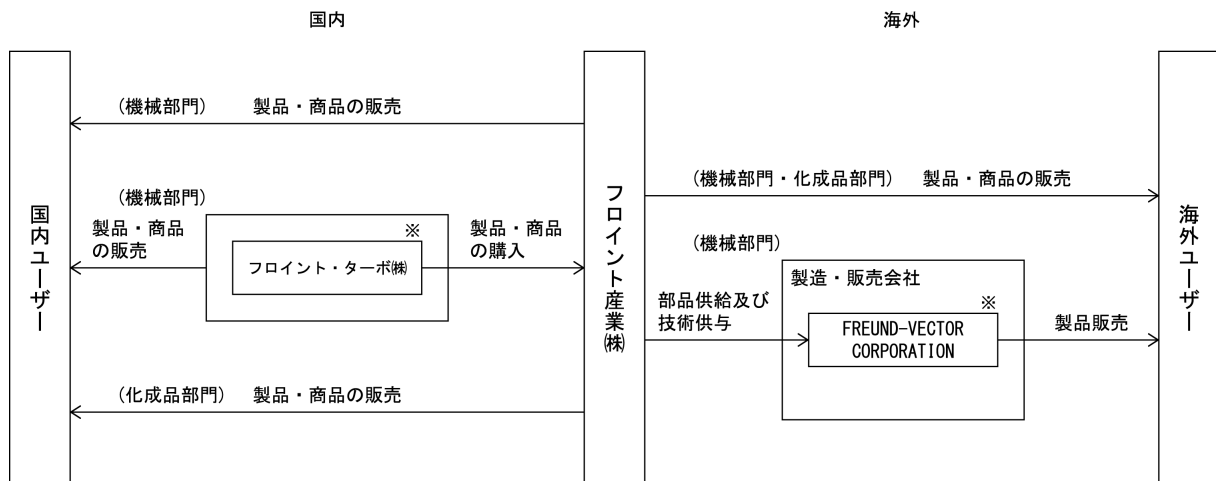 国内
海外
国内ユーザー
(機械部門)　製品・商品の販売
(機械部門)
製品・商品
の販売
※
フロイント・ターボ㈱
製品・商品
の購入
(化成品部門)　製品・商品の販売
フロイント産業㈱
(機械部門・化成品部門)　製品・商品の販売
(機械部門)
製造・販売会社
部品供給及び
技術供与
※
FREUND-VECTOR
CORPORATION
製品販売
海外ユーザー